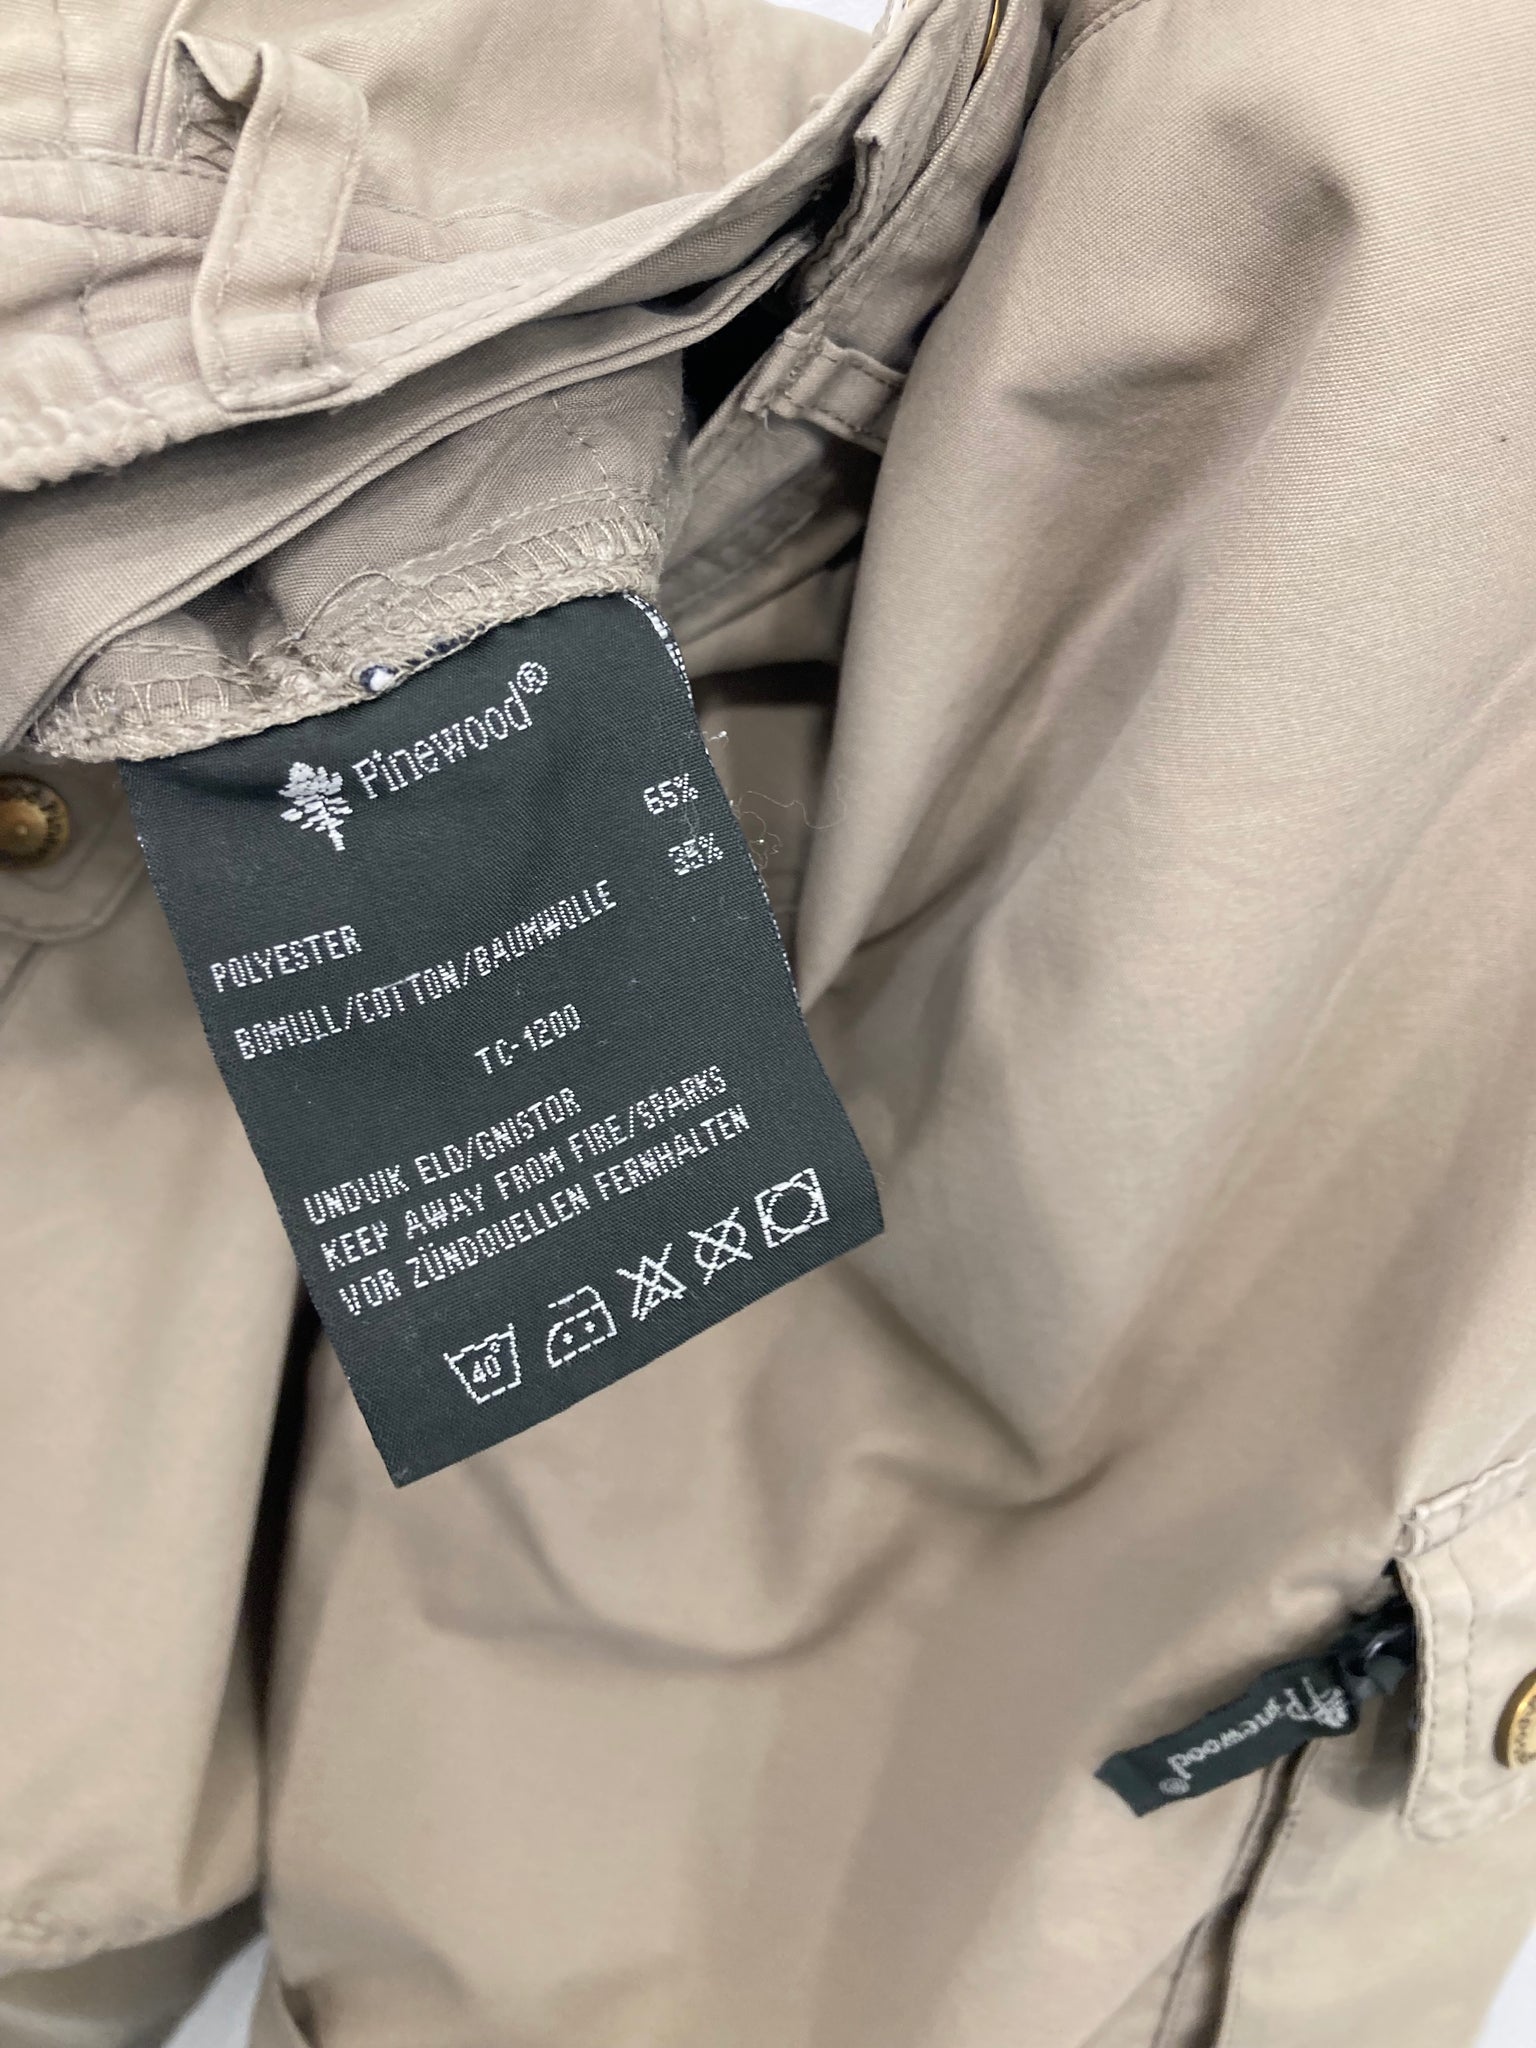 Pinewood®
POLYESTER 65%
BOMULL/COTTON/BAUMWOLLE 35%
TC-1200
UNDVIK ELD/GNISTOR
KEEP AWAY FROM FIRE/SPARKS
VOR ZÜNDQUELLEN FERNHALTEN
40°
Pinewood®